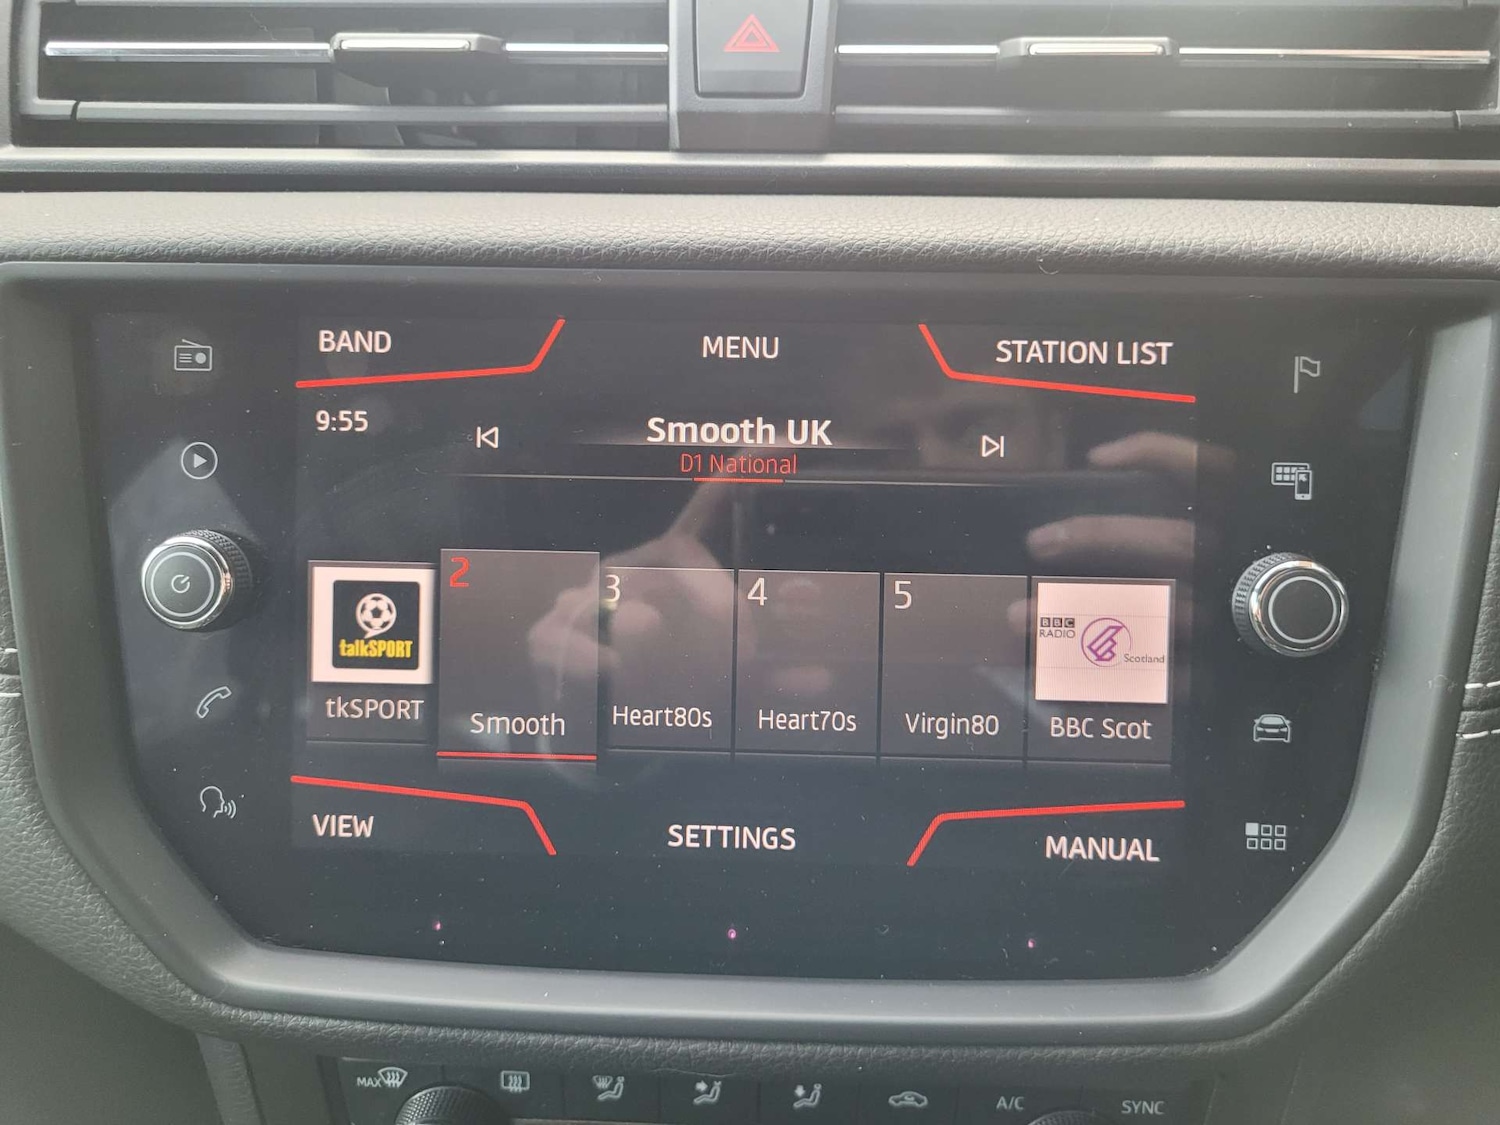 BAND
MENU
STATION LIST
9:55
Smooth UK
D1 National
talkSPORT
tkSPORT
2
Smooth
3
Heart80s
4
Heart70s
5
Virgin80
BBC
RADIO
Scotland
BBC Scot
VIEW
SETTINGS
MANUAL
MAX
A/C
SYNC